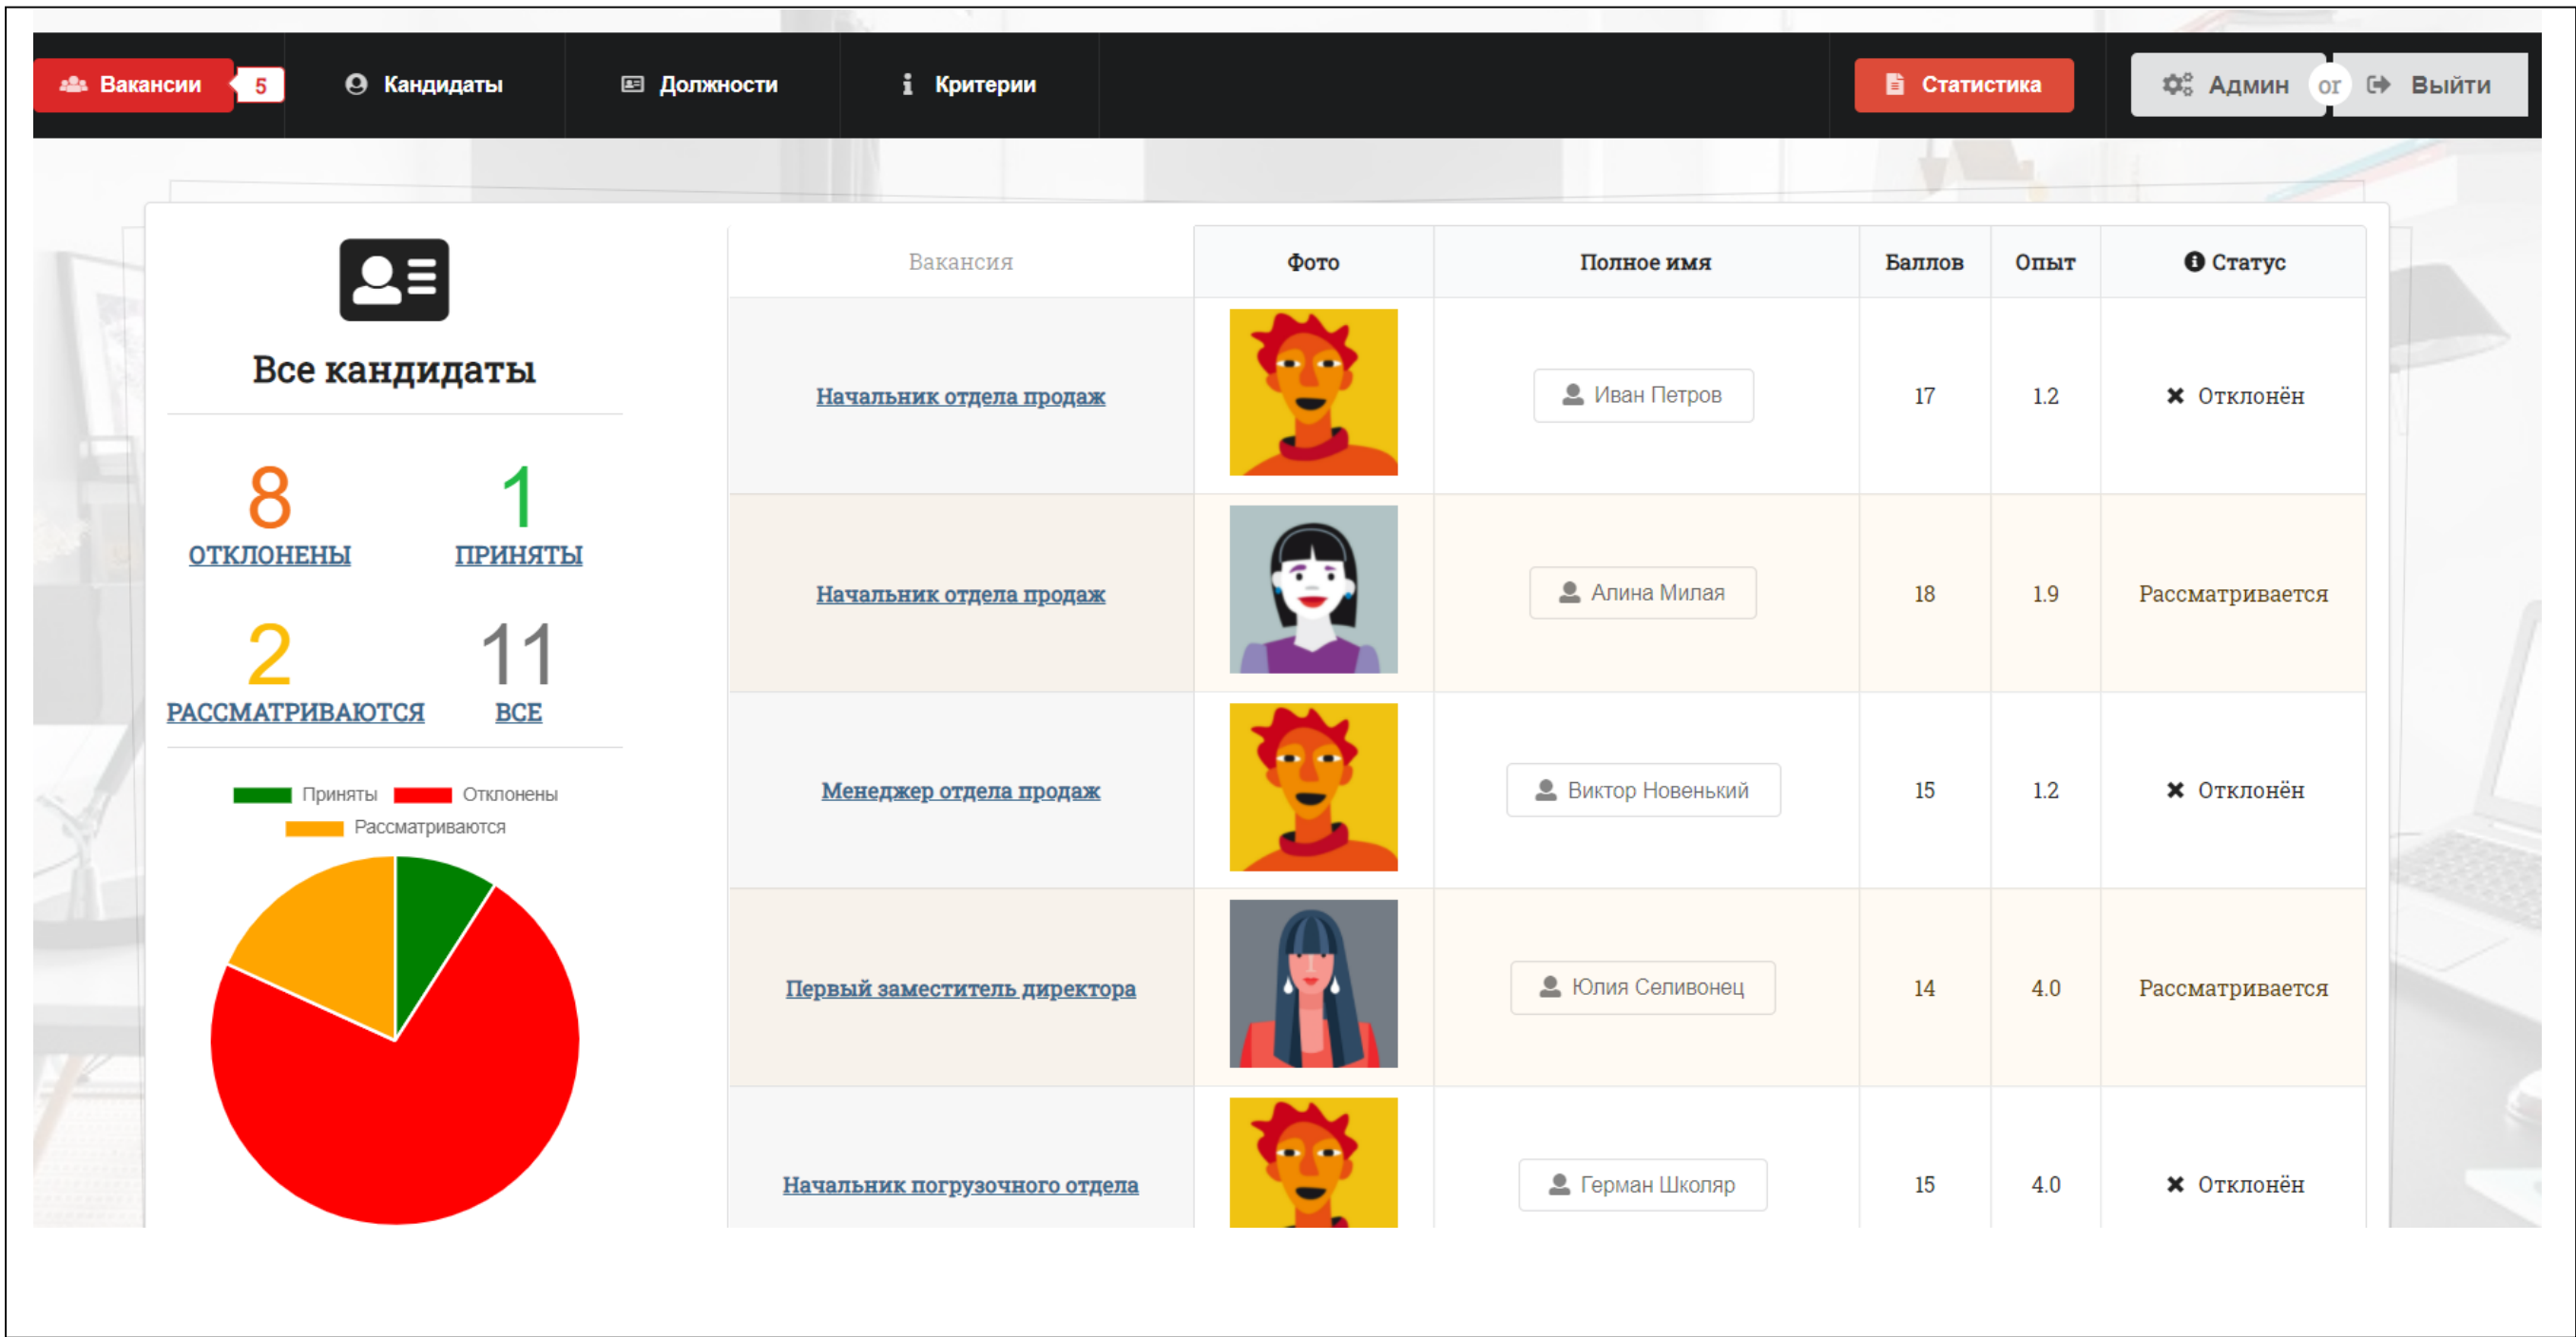 Вакансии 5 Кандидаты Должности Критерии Статистика Админ or Выйти
Все кандидаты
8 1
ОТКЛОНЕНЫ ПРИНЯТЫ
2 11
РАССМАТРИВАЮТСЯ ВСЕ
Приняты Отклонены
Рассматриваются
Вакансия Фото Полное имя Баллов Опыт Статус
Начальник отдела продаж Иван Петров 17 1.2 Отклонён
Начальник отдела продаж Алина Милая 18 1.9 Рассматривается
Менеджер отдела продаж Виктор Новенький 15 1.2 Отклонён
Первый заместитель директора Юлия Селивонец 14 4.0 Рассматривается
Начальник погрузочного отдела Герман Школяр 15 4.0 Отклонён